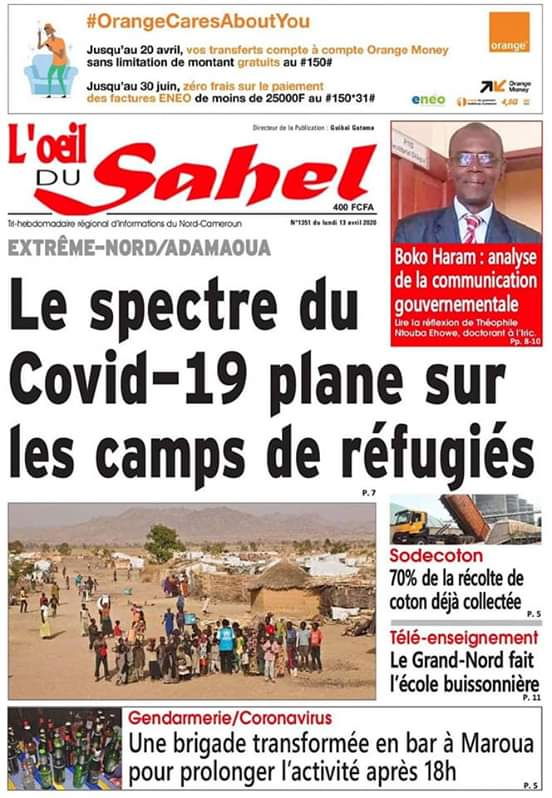 #OrangeCaresAboutYou
Jusqu'au 20 avril, vos transferts compte à compte Orange Money
sans limitation de montant gratuits au #150#
Jusqu'au 30 juin, zéro frais sur le paiement
des factures ENEO de moins de 25000F au #150*31#
orange
eneo
Orange
Money
4,5G
Directeur de la Publication : Guibaï Gatama
L'œil
DU
Sahel
400 FCFA
Tri-hebdomadaire régional d'informations du Nord-Cameroun
N°1351 du lundi 13 avril 2020
Boko Haram : analyse
de la communication
gouvernementale
Lire la réflexion de Théophile
Ntouba Ehowe, doctorant à l'Iric.
Pp. 8-10
EXTRÊME-NORD/ADAMAOUA
Le spectre du
Covid-19 plane sur
les camps de réfugiés
P. 7
Sodecoton
70% de la récolte de
coton déjà collectée
P. 5
Télé-enseignement
Le Grand-Nord fait
l'école buissonnière
P. 11
Gendarmerie/Coronavirus
Une brigade transformée en bar à Maroua
pour prolonger l'activité après 18h
P. 5